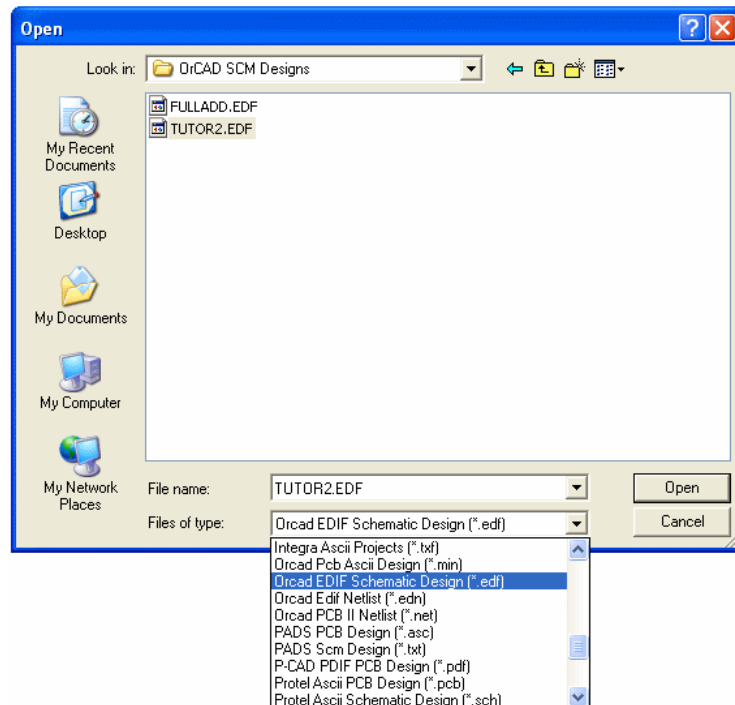 Open
Look in:
OrCAD SCM Designs
FULLADD.EDF
TUTOR2.EDF
My Recent
Documents
Desktop
My Documents
My Computer
My Network
Places
File name:
TUTOR2.EDF
Open
Files of type:
Orcad EDIF Schematic Design (*.edf)
Cancel
Integra Ascii Projects (*.txf)
Orcad Pcb Ascii Design (*.min)
Orcad EDIF Schematic Design (*.edf)
Orcad Edif Netlist (*.edn)
Orcad PCB II Netlist (*.net)
PADS PCB Design (*.asc)
PADS Scm Design (*.txt)
P-CAD PDIF PCB Design (*.pdf)
Protel Ascii PCB Design (*.pcb)
Protel Ascii Schematic Design (*.sch)